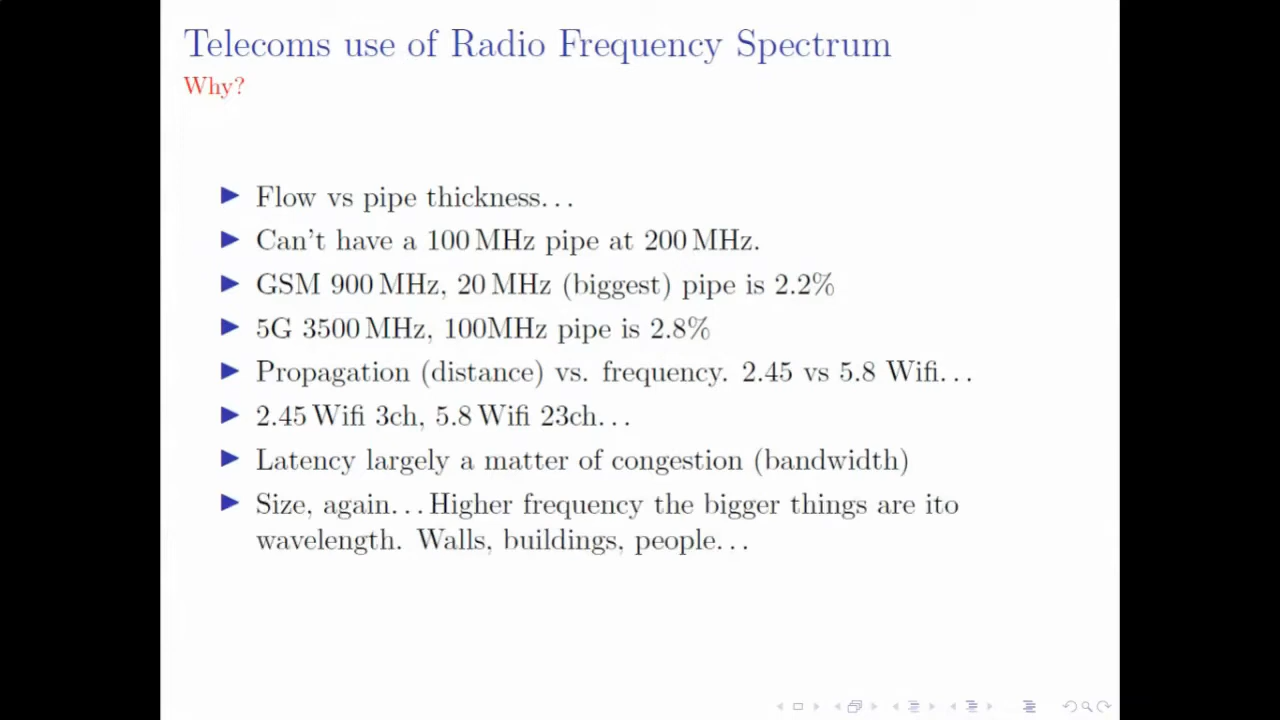 Telecoms use of Radio Frequency Spectrum
Why?
Flow vs pipe thickness...
Can't have a 100 MHz pipe at 200 MHz.
GSM 900 MHz, 20 MHz (biggest) pipe is 2.2%
5G 3500 MHz, 100MHz pipe is 2.8%
Propagation (distance) vs. frequency. 2.45 vs 5.8 Wifi...
2.45 Wifi 3ch, 5.8 Wifi 23ch...
Latency largely a matter of congestion (bandwidth)
Size, again... Higher frequency the bigger things are ito
wavelength. Walls, buildings, people...